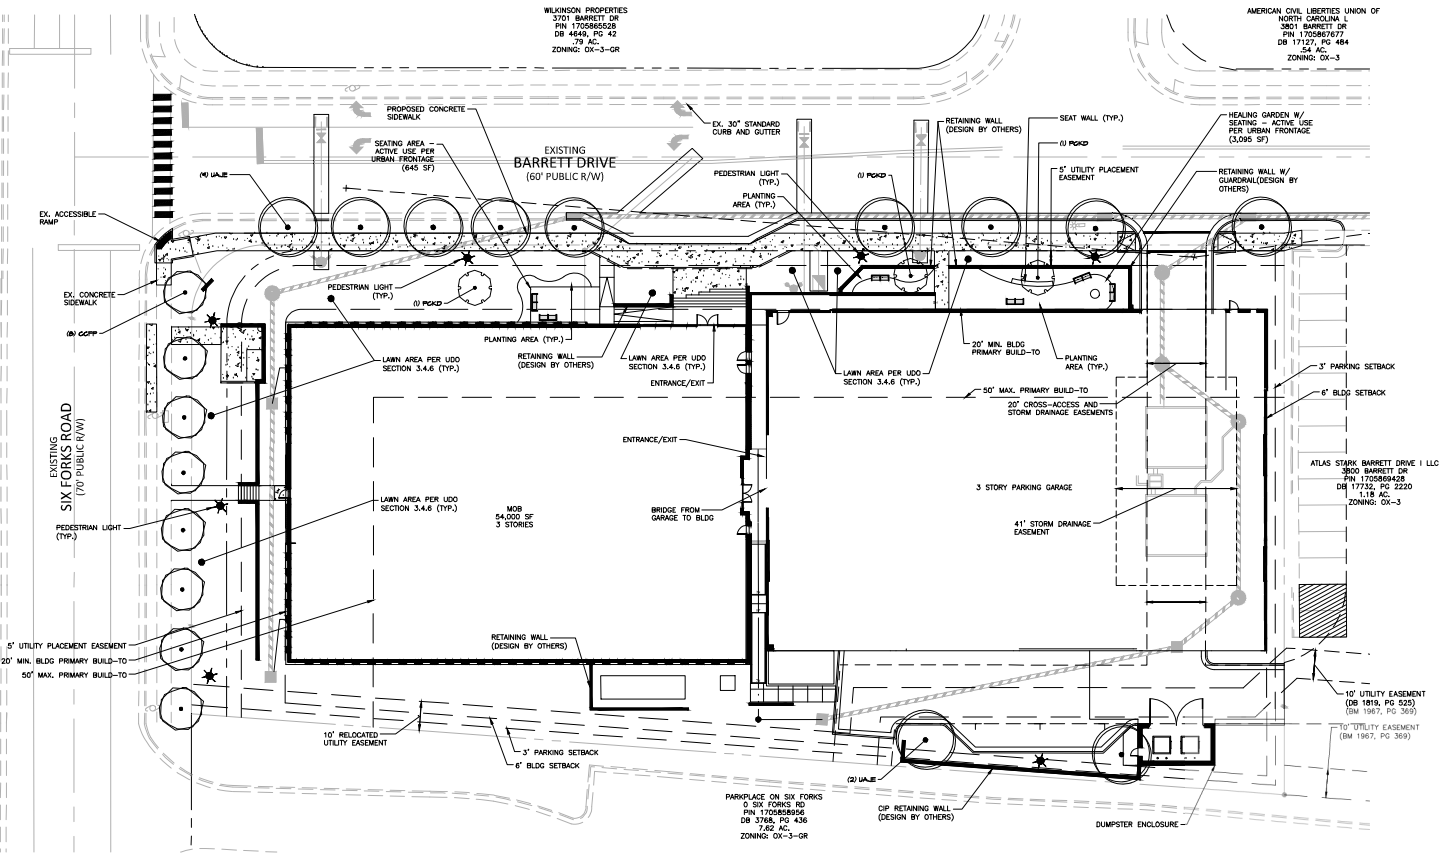 WILKINSON PROPERTIES
3701 BARRETT DR
PIN 1705865528
DB 4649, PG 42
.79 AC.
ZONING: OX-3-GR
AMERICAN CIVIL LIBERTIES UNION OF
NORTH CAROLINA L
3801 BARRETT DR
PIN 1705867677
DB 17127, PG 484
.54 AC.
ZONING: OX-3
PROPOSED CONCRETE
SIDEWALK
EX. 30" STANDARD
CURB AND GUTTER
RETAINING WALL
(DESIGN BY OTHERS)
SEAT WALL (TYP.)
HEALING GARDEN W/
SEATING - ACTIVE USE
PER URBAN FRONTAGE
(3,095 SF)
SEATING AREA -
ACTIVE USE PER
URBAN FRONTAGE
(645 SF)
EXISTING
BARRETT DRIVE
(60' PUBLIC R/W)
(1) PCKD
(4) UAJE
PEDESTRIAN LIGHT
(TYP.)
(1) PCKD
5' UTILITY PLACEMENT
EASEMENT
RETAINING WALL W/
GUARDRAIL(DESIGN BY
OTHERS)
PLANTING
AREA (TYP.)
EX. ACCESSIBLE
RAMP
EX. CONCRETE
SIDEWALK
(8) CCFP
PEDESTRIAN LIGHT
(TYP.)
(1) PCKD
PLANTING AREA (TYP.)
RETAINING WALL
(DESIGN BY OTHERS)
LAWN AREA PER UDO
SECTION 3.4.6 (TYP.)
LAWN AREA PER UDO
SECTION 3.4.6 (TYP.)
ENTRANCE/EXIT
LAWN AREA PER UDO
SECTION 3.4.6 (TYP.)
20' MIN. BLDG
PRIMARY BUILD-TO
PLANTING
AREA (TYP.)
50' MAX. PRIMARY BUILD-TO
20' CROSS-ACCESS AND
STORM DRAINAGE EASEMENTS
3' PARKING SETBACK
6' BLDG SETBACK
EXISTING
SIX FORKS ROAD
(70' PUBLIC R/W)
ENTRANCE/EXIT
ATLAS STARK BARRETT DRIVE I LLC
3800 BARRETT DR
PIN 1705869428
DB 17732, PG 2220
1.18 AC.
ZONING: OX-3
LAWN AREA PER UDO
SECTION 3.4.6 (TYP.)
MOB
54,000 SF
3 STORIES
BRIDGE FROM
GARAGE TO BLDG
3 STORY PARKING GARAGE
41' STORM DRAINAGE
EASEMENT
PEDESTRIAN LIGHT
(TYP.)
5' UTILITY PLACEMENT EASEMENT
20' MIN. BLDG PRIMARY BUILD-TO
50' MAX. PRIMARY BUILD-TO
RETAINING WALL
(DESIGN BY OTHERS)
10' UTILITY EASEMENT
(DB 1819, PG 525)
(BM 1967, PG 369)
10' UTILITY EASEMENT
(BM 1967, PG 369)
10' RELOCATED
UTILITY EASEMENT
3' PARKING SETBACK
6' BLDG SETBACK
(2) UAJE
PARKPLACE ON SIX FORKS
0 SIX FORKS RD
PIN 1705858956
DB 3768, PG 436
7.62 AC.
ZONING: OX-3-GR
CIP RETAINING WALL
(DESIGN BY OTHERS)
DUMPSTER ENCLOSURE